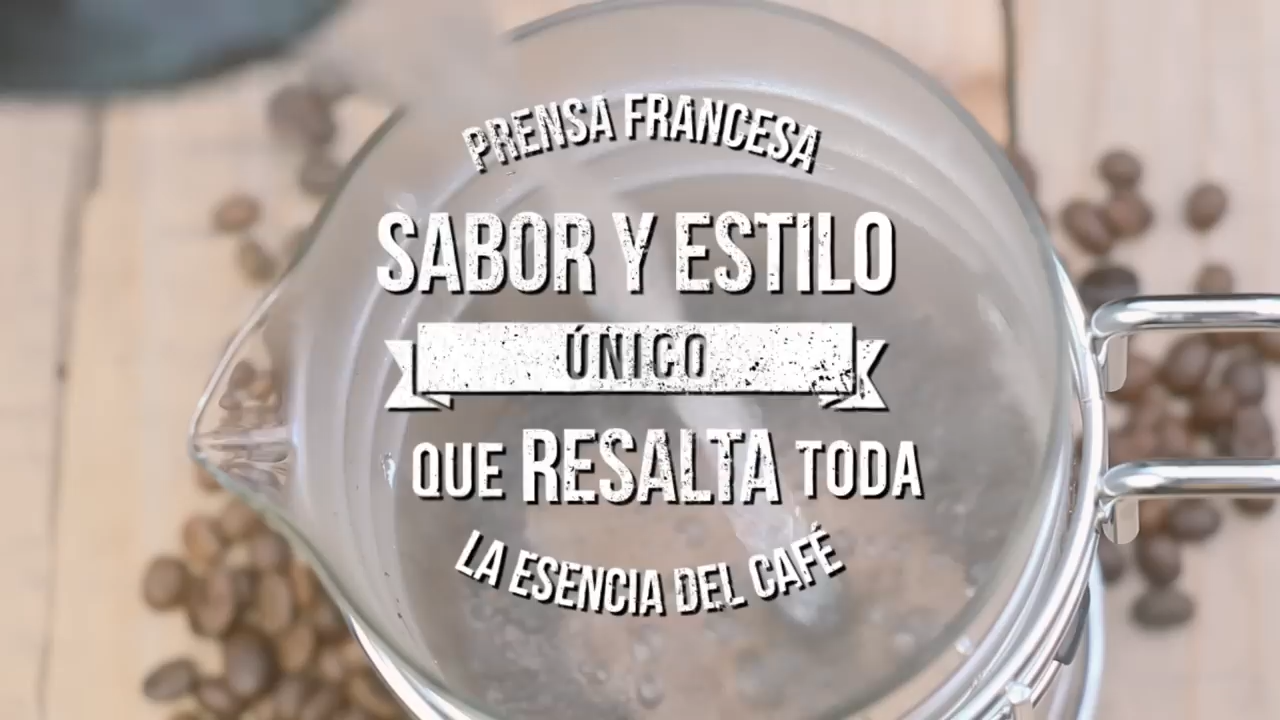 PRENSA FRANCESA
SABOR Y ESTILO
ÚNICO
QUE RESALTA TODA
LA ESENCIA DEL CAFÉ